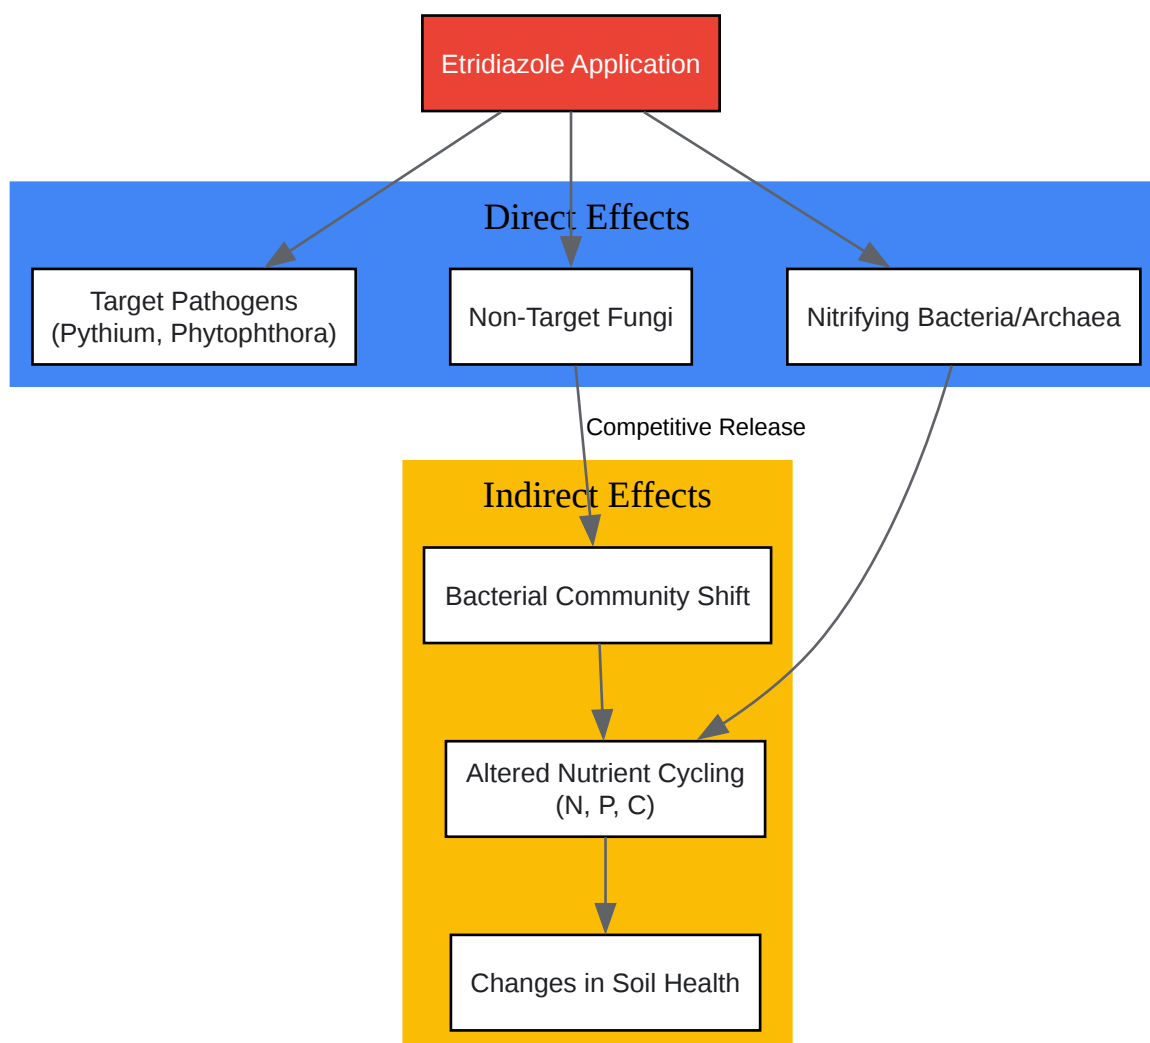 Etridiazole Application
Direct Effects
Target Pathogens
(Pythium, Phytophthora)
Non-Target Fungi
Nitrifying Bacteria/Archaea
Competitive Release
Indirect Effects
Bacterial Community Shift
Altered Nutrient Cycling
(N, P, C)
Changes in Soil Health